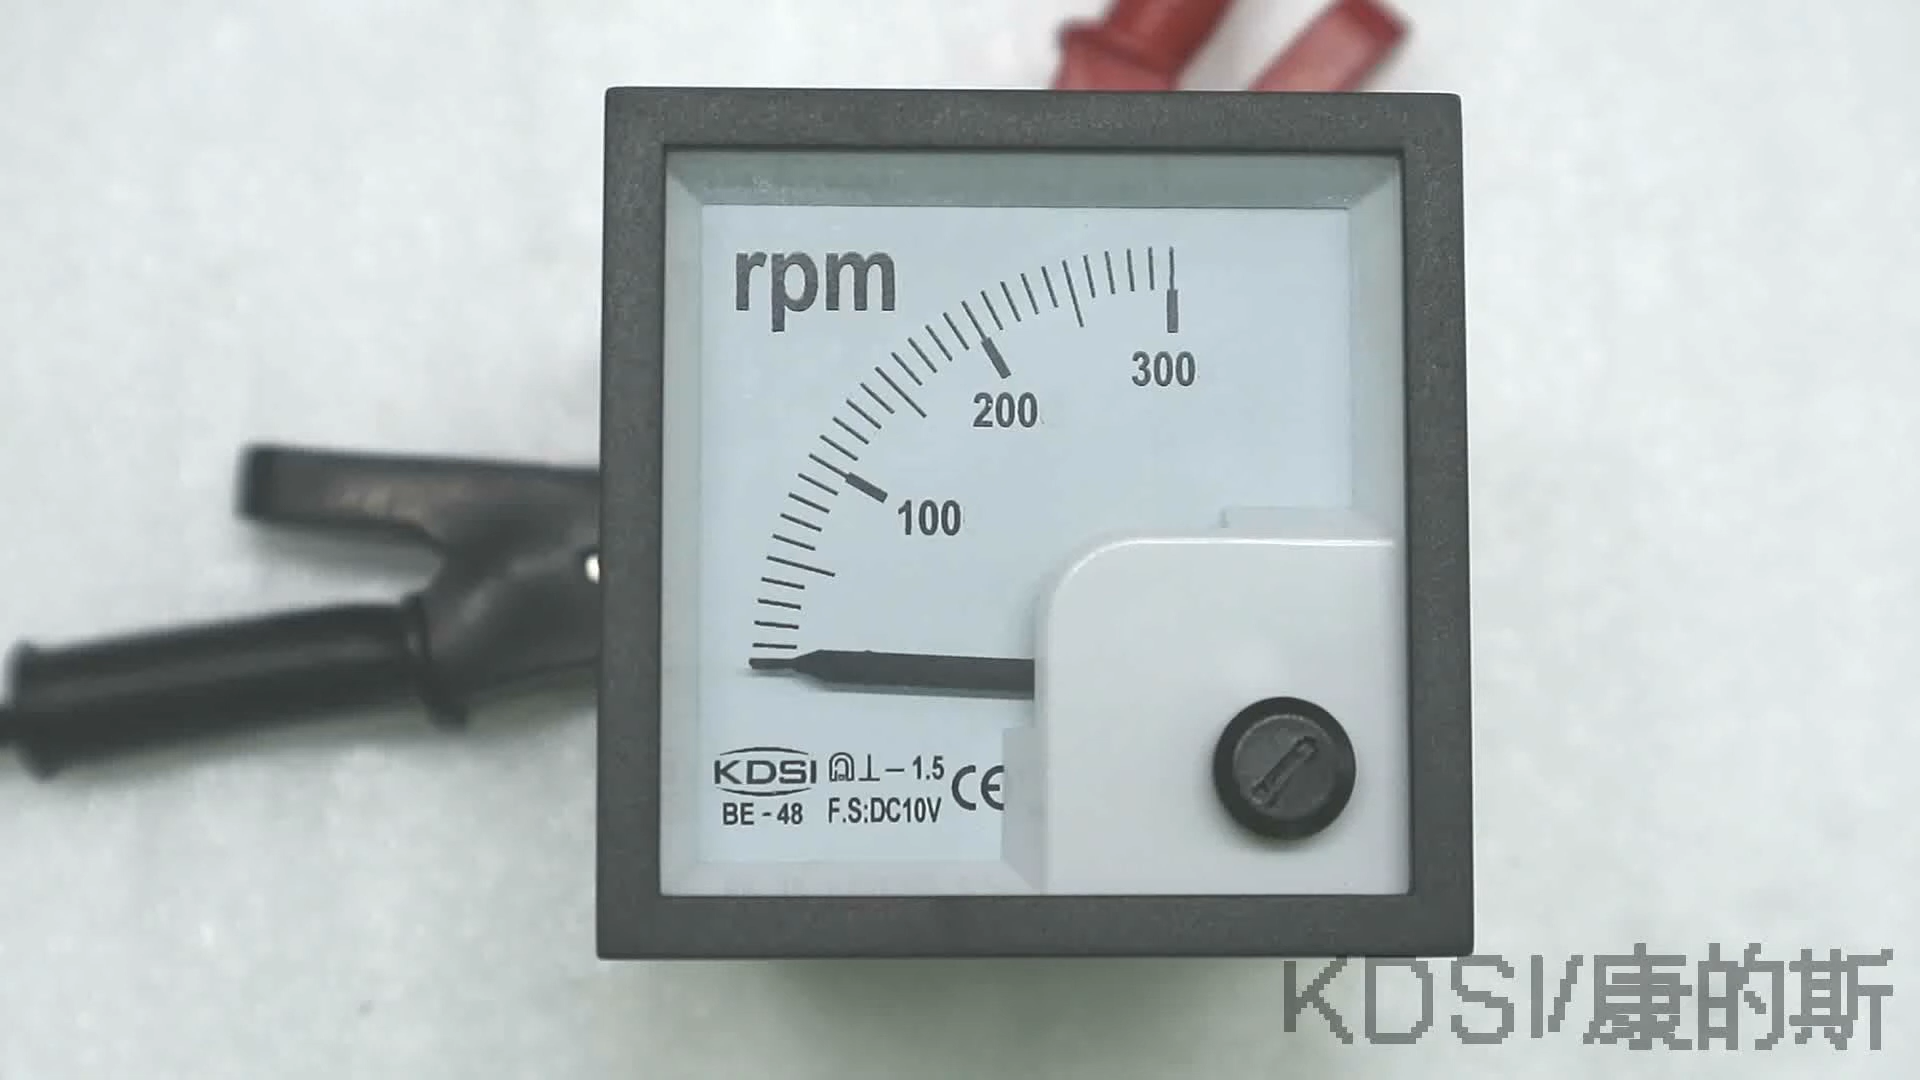 rpm
300
200
100
KDSI
– 1.5
CE
BE - 48
F.S:DC10V
KDSI/康的斯